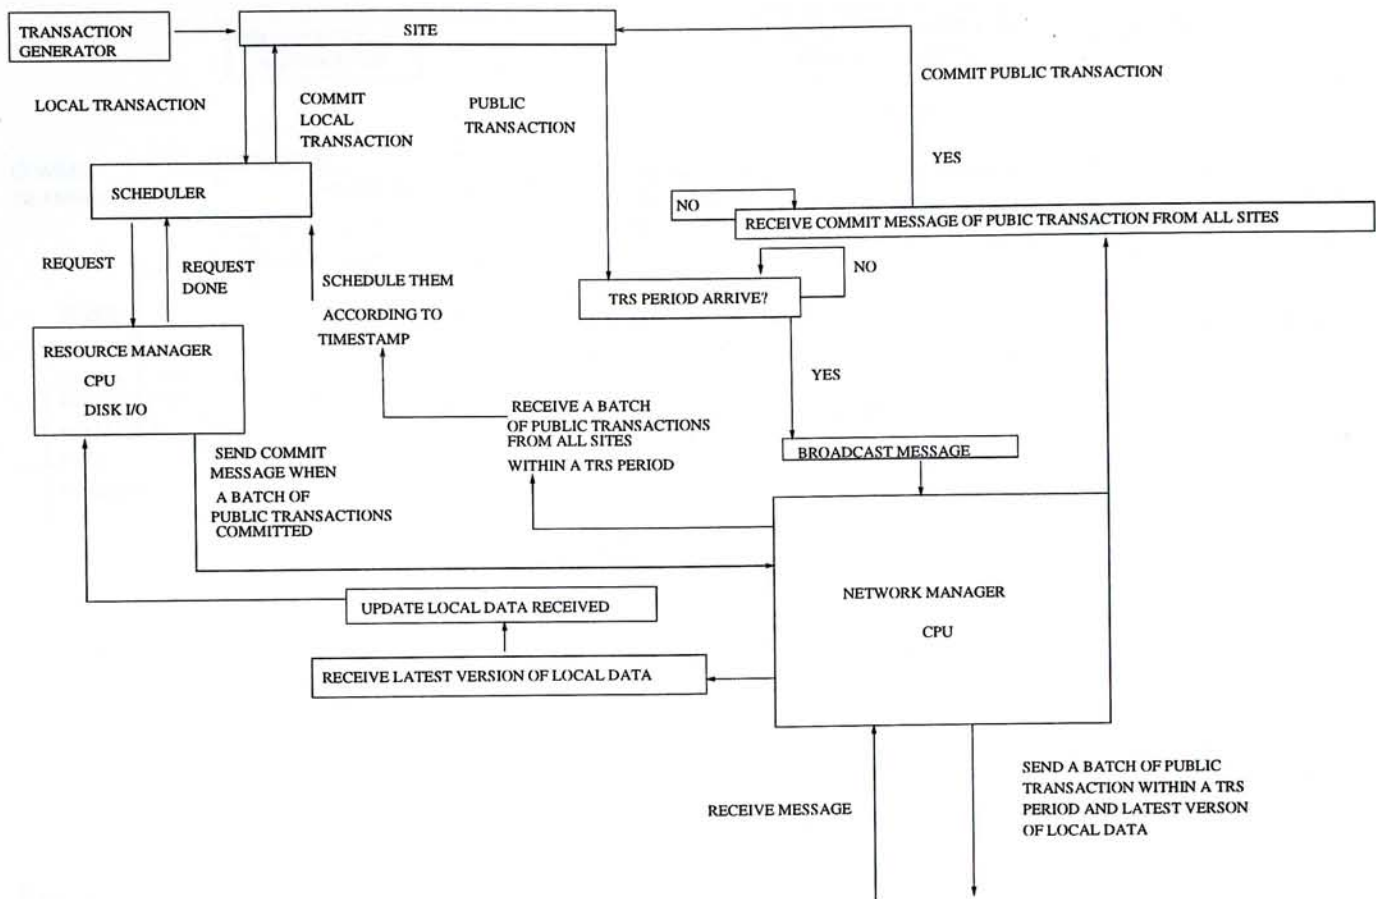 TRANSACTION
GENERATOR
SITE
LOCAL TRANSACTION
COMMIT
LOCAL
TRANSACTION
PUBLIC
TRANSACTION
COMMIT PUBLIC TRANSACTION
YES
SCHEDULER
NO
RECEIVE COMMIT MESSAGE OF PUBIC TRANSACTION FROM ALL SITES
REQUEST
REQUEST
DONE
SCHEDULE THEM
ACCORDING TO
TIMESTAMP
NO
TRS PERIOD ARRIVE?
RESOURCE MANAGER
CPU
DISK I/O
YES
RECEIVE A BATCH
OF PUBLIC TRANSACTIONS
FROM ALL SITES
WITHIN A TRS PERIOD
BROADCAST MESSAGE
SEND COMMIT
MESSAGE WHEN
A BATCH OF
PUBLIC TRANSACTIONS
COMMITTED
NETWORK MANAGER
CPU
UPDATE LOCAL DATA RECEIVED
RECEIVE LATEST VERSION OF LOCAL DATA
RECEIVE MESSAGE
SEND A BATCH OF PUBLIC
TRANSACTION WITHIN A TRS
PERIOD AND LATEST VERSON
OF LOCAL DATA